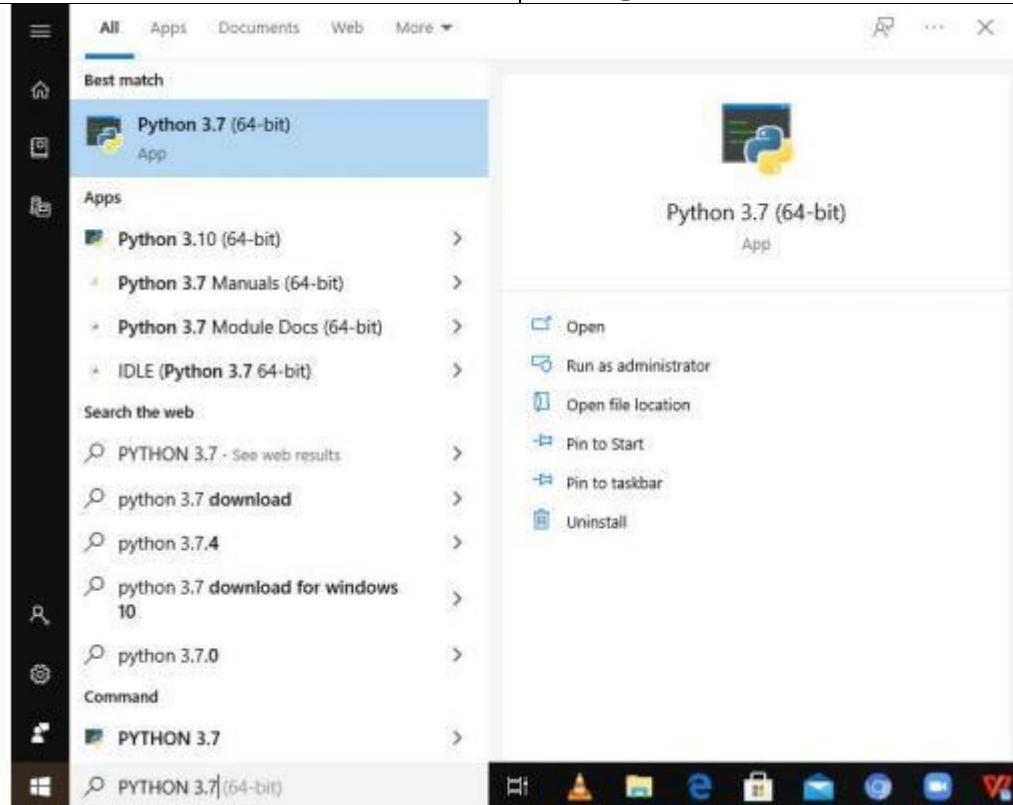 All Apps Documents Web More
Best match
Python 3.7 (64-bit)
App
Apps
Python 3.10 (64-bit)
Python 3.7 Manuals (64-bit)
Python 3.7 Module Docs (64-bit)
IDLE (Python 3.7 64-bit)
Search the web
PYTHON 3.7 - See web results
python 3.7 download
python 3.7.4
python 3.7 download for windows
10
python 3.7.0
Command
PYTHON 3.7
PYTHON 3.7 (64-bit)
Python 3.7 (64-bit)
App
Open
Run as administrator
Open file location
Pin to Start
Pin to taskbar
Uninstall